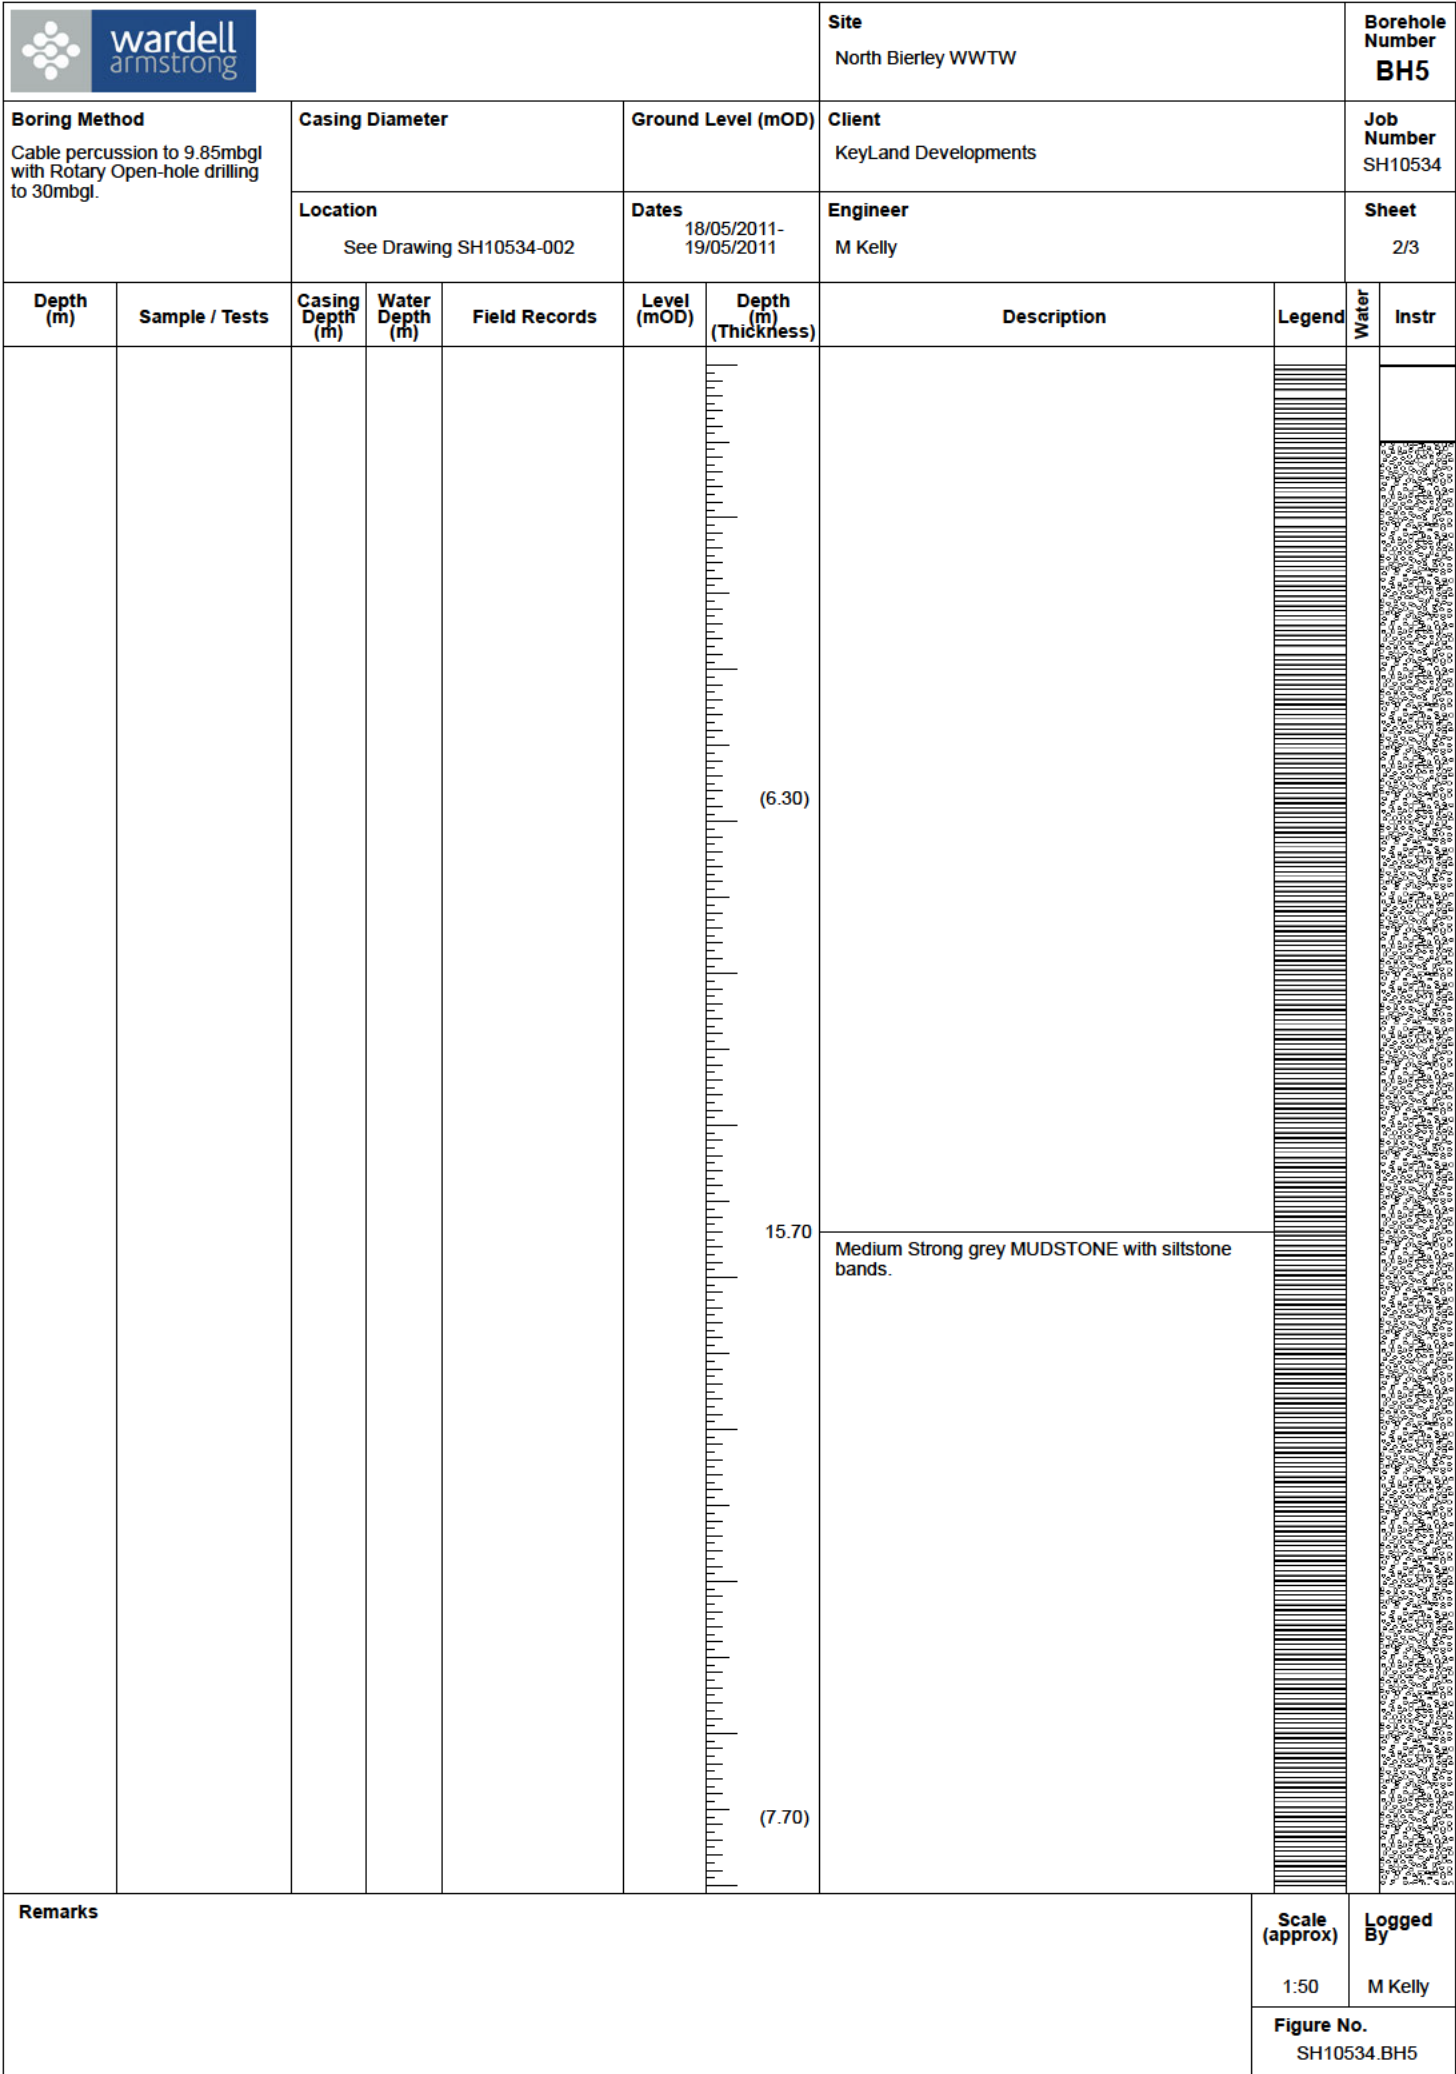 wardell
armstrong
Site
North Bierley WWTW
Borehole
Number
BH5
Boring Method
Cable percussion to 9.85mbgl
with Rotary Open-hole drilling
to 30mbgl.
Casing Diameter
Ground Level (mOD)
Client
KeyLand Developments
Job
Number
SH10534
Location
See Drawing SH10534-002
Dates
18/05/2011-
19/05/2011
Engineer
M Kelly
Sheet
2/3
Depth
(m)
Sample / Tests
Casing
Depth
(m)
Water
Depth
(m)
Field Records
Level
(mOD)
Depth
(m)
(Thickness)
Description
Legend
Water
Instr
(6.30)
15.70
Medium Strong grey MUDSTONE with siltstone
bands.
(7.70)
Remarks
Scale
(approx)
1:50
Logged
By
M Kelly
Figure No.
SH10534.BH5